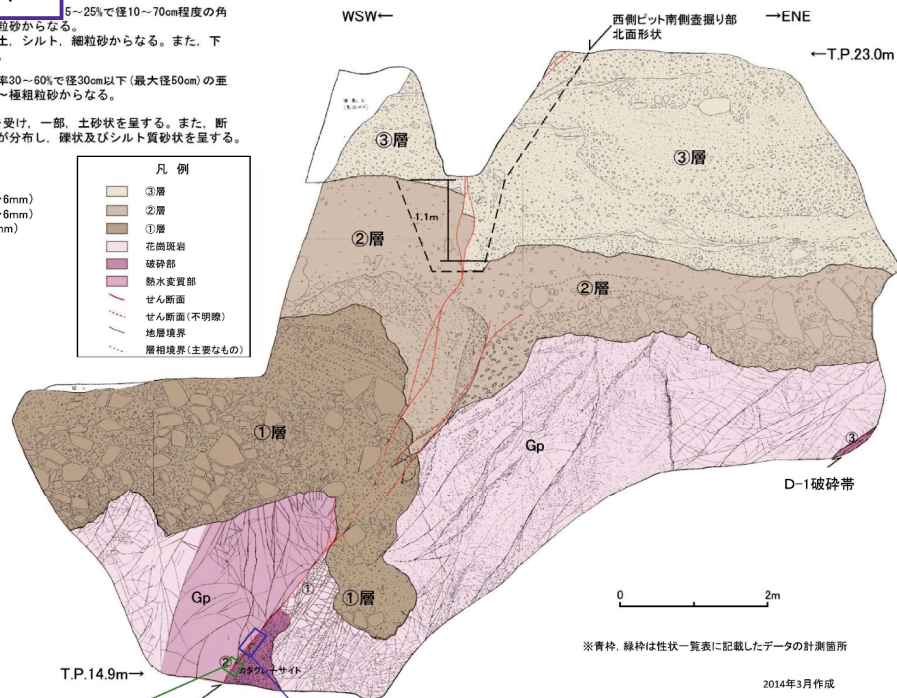 5～25％で径10～70cm程度の角
粒砂からなる。
土，シルト，細粒砂からなる。また，下
率30～60％で径30cm以下（最大径50cm）の亜
～極粗粒砂からなる。
を受け，一部，土砂状を呈する。また，断
が分布し，礫状及びシルト質砂状を呈する。
6mm）
6mm）
mm）
凡 例
③層
②層
①層
花崗斑岩
破砕部
熱水変質部
せん断面
せん断面（不明瞭）
地層境界
層相境界（主要なもの）
WSW←
西側ピット南側壺掘り部
北面形状
→ENE
←T.P.23.0m
③層
③層
1.1m
②層
②層
①層
Gp
③
D-1破砕帯
Gp
①
①層
②
カタクレーサイト
T.P.14.9m→
0
2m
※青枠，緑枠は性状一覧表に記載したデータの計測箇所
2014年3月作成